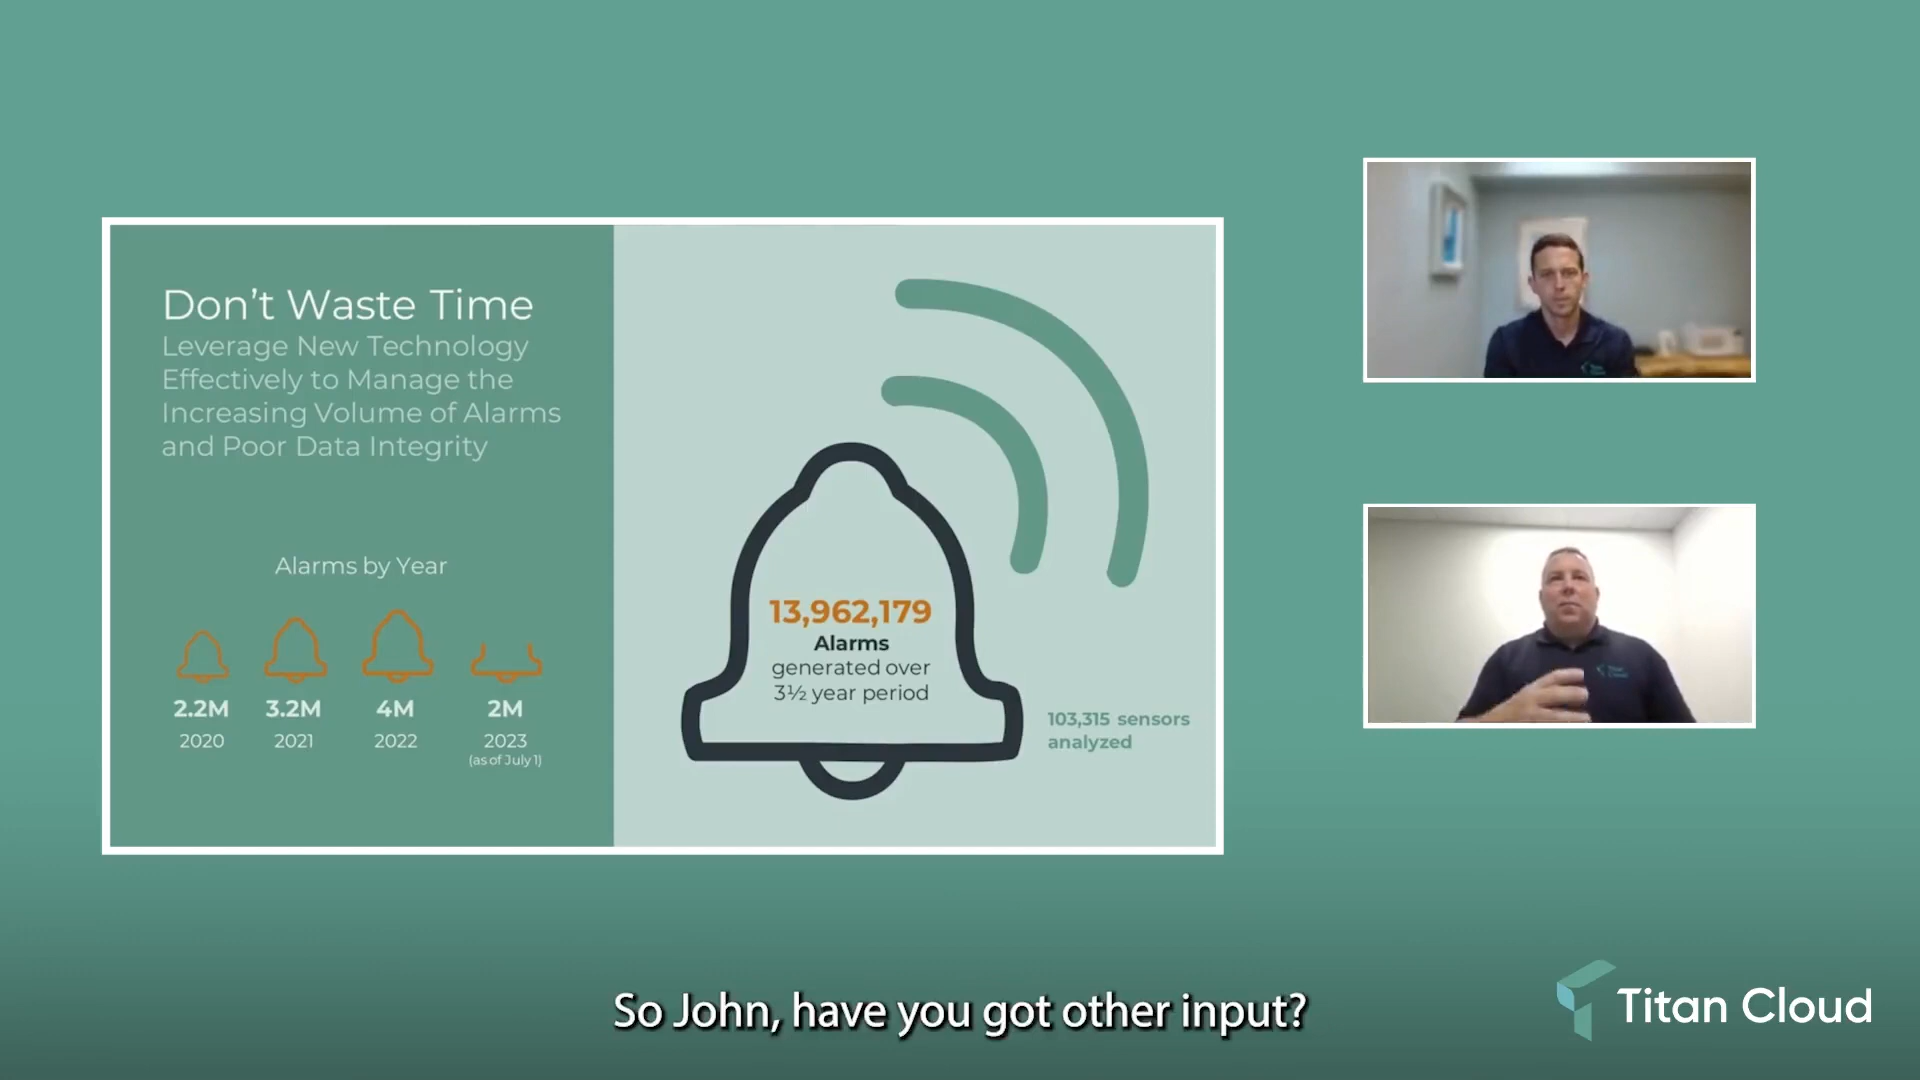 Don't Waste Time
Leverage New Technology
Effectively to Manage the
Increasing Volume of Alarms
and Poor Data Integrity
Alarms by Year
2.2M
2020
3.2M
2021
4M
2022
2M
2023
(as of July 1)
13,962,179
Alarms
generated over
3½ year period
103,315 sensors
analyzed
Titan
Cloud
So John, have you got other input?
Titan Cloud